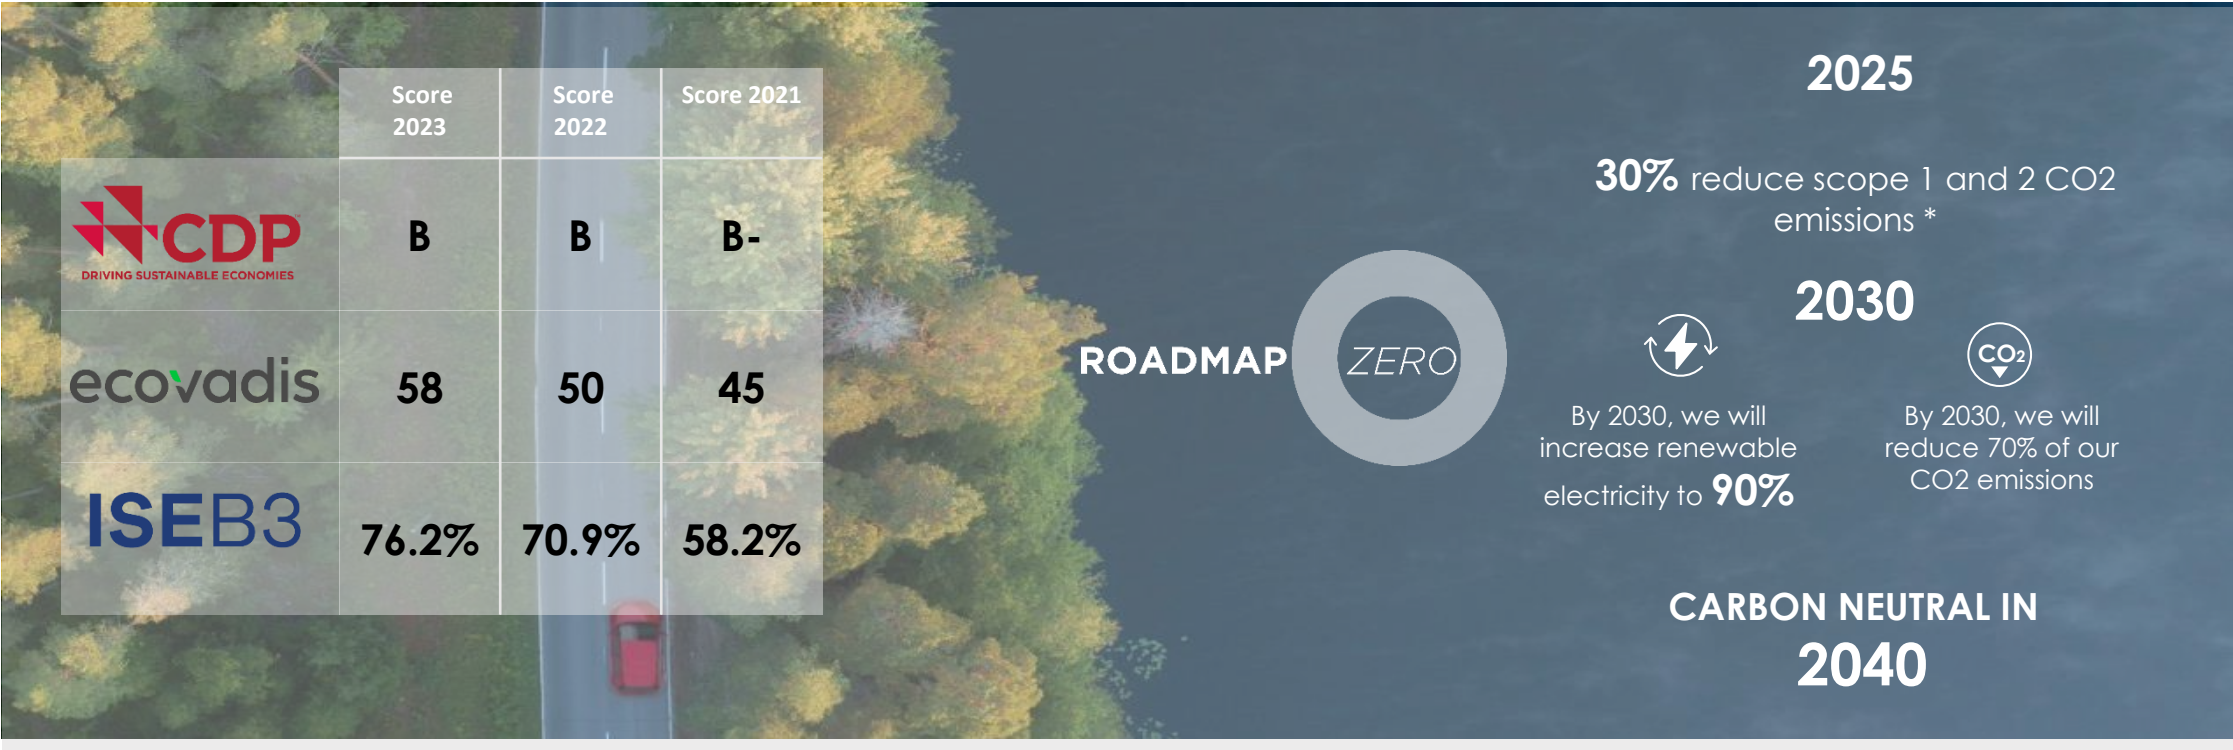 Score
2023
Score
2022
Score 2021
CDP
DRIVING SUSTAINABLE ECONOMIES
B
B
B-
ecovadis
58
50
45
ISEB3
76.2%
70.9%
58.2%
ROADMAP
ZERO
2025
30% reduce scope 1 and 2 CO2
emissions *
2030
CO2
By 2030, we will
increase renewable
electricity to 90%
By 2030, we will
reduce 70% of our
CO2 emissions
CARBON NEUTRAL IN
2040